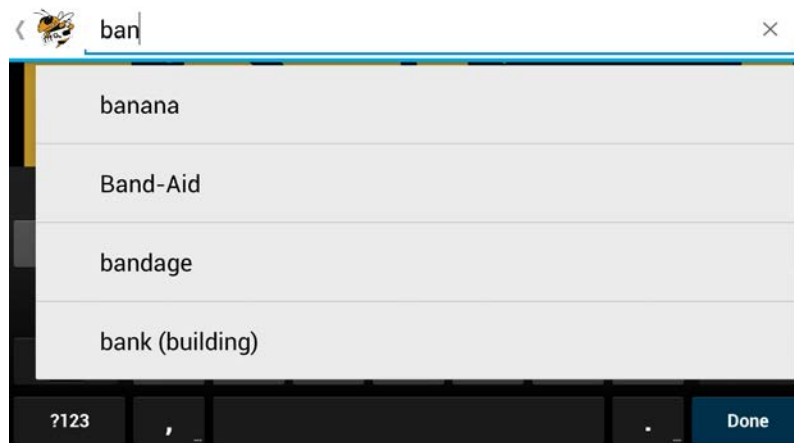 ban
banana
Band-Aid
bandage
bank (building)
?123 , . Done